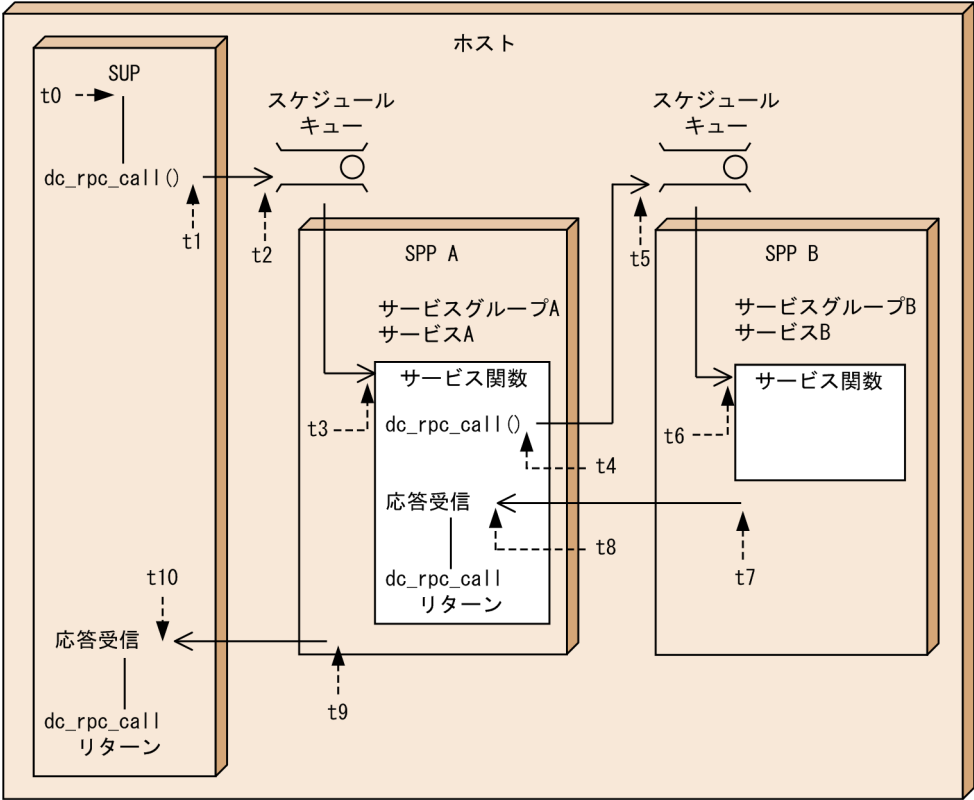 ホスト
SUP
t0
dc_rpc_call()
t1
スケジュール
キュー
t2
スケジュール
キュー
t5
SPP A
サービスグループA
サービスA
サービス関数
t3
dc_rpc_call()
t4
応答受信
t8
dc_rpc_call
リターン
SPP B
サービスグループB
サービスB
サービス関数
t6
t7
t9
t10
応答受信
dc_rpc_call
リターン